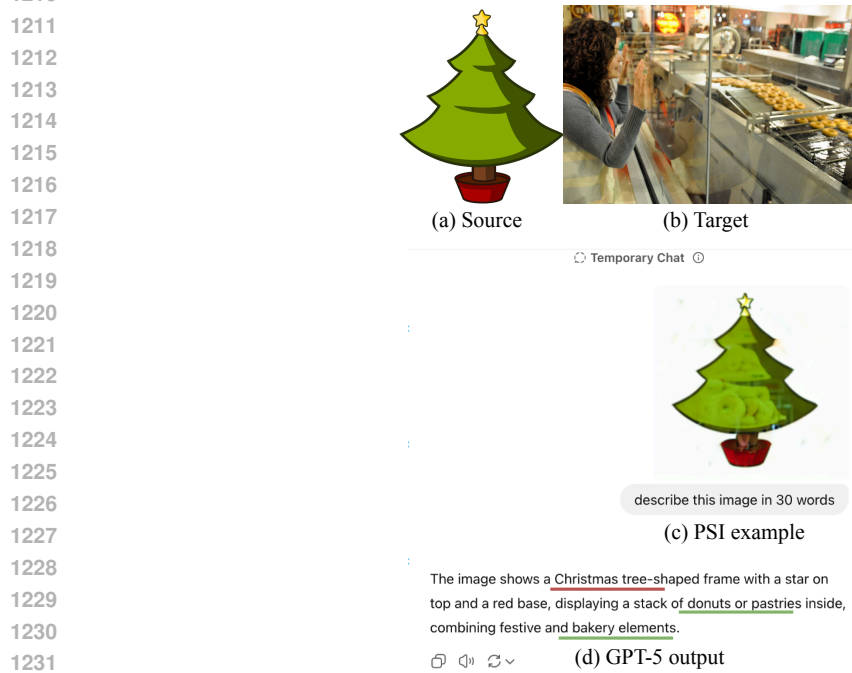 1210
1211
1212
1213
1214
1215
1216
1217
1218
1219
1220
1221
1222
1223
1224
1225
1226
1227
1228
1229
1230
1231
(a) Source
(b) Target
Temporary Chat
describe this image in 30 words
(c) PSI example
The image shows a Christmas tree-shaped frame with a star on
top and a red base, displaying a stack of donuts or pastries inside,
combining festive and bakery elements.
(d) GPT-5 output